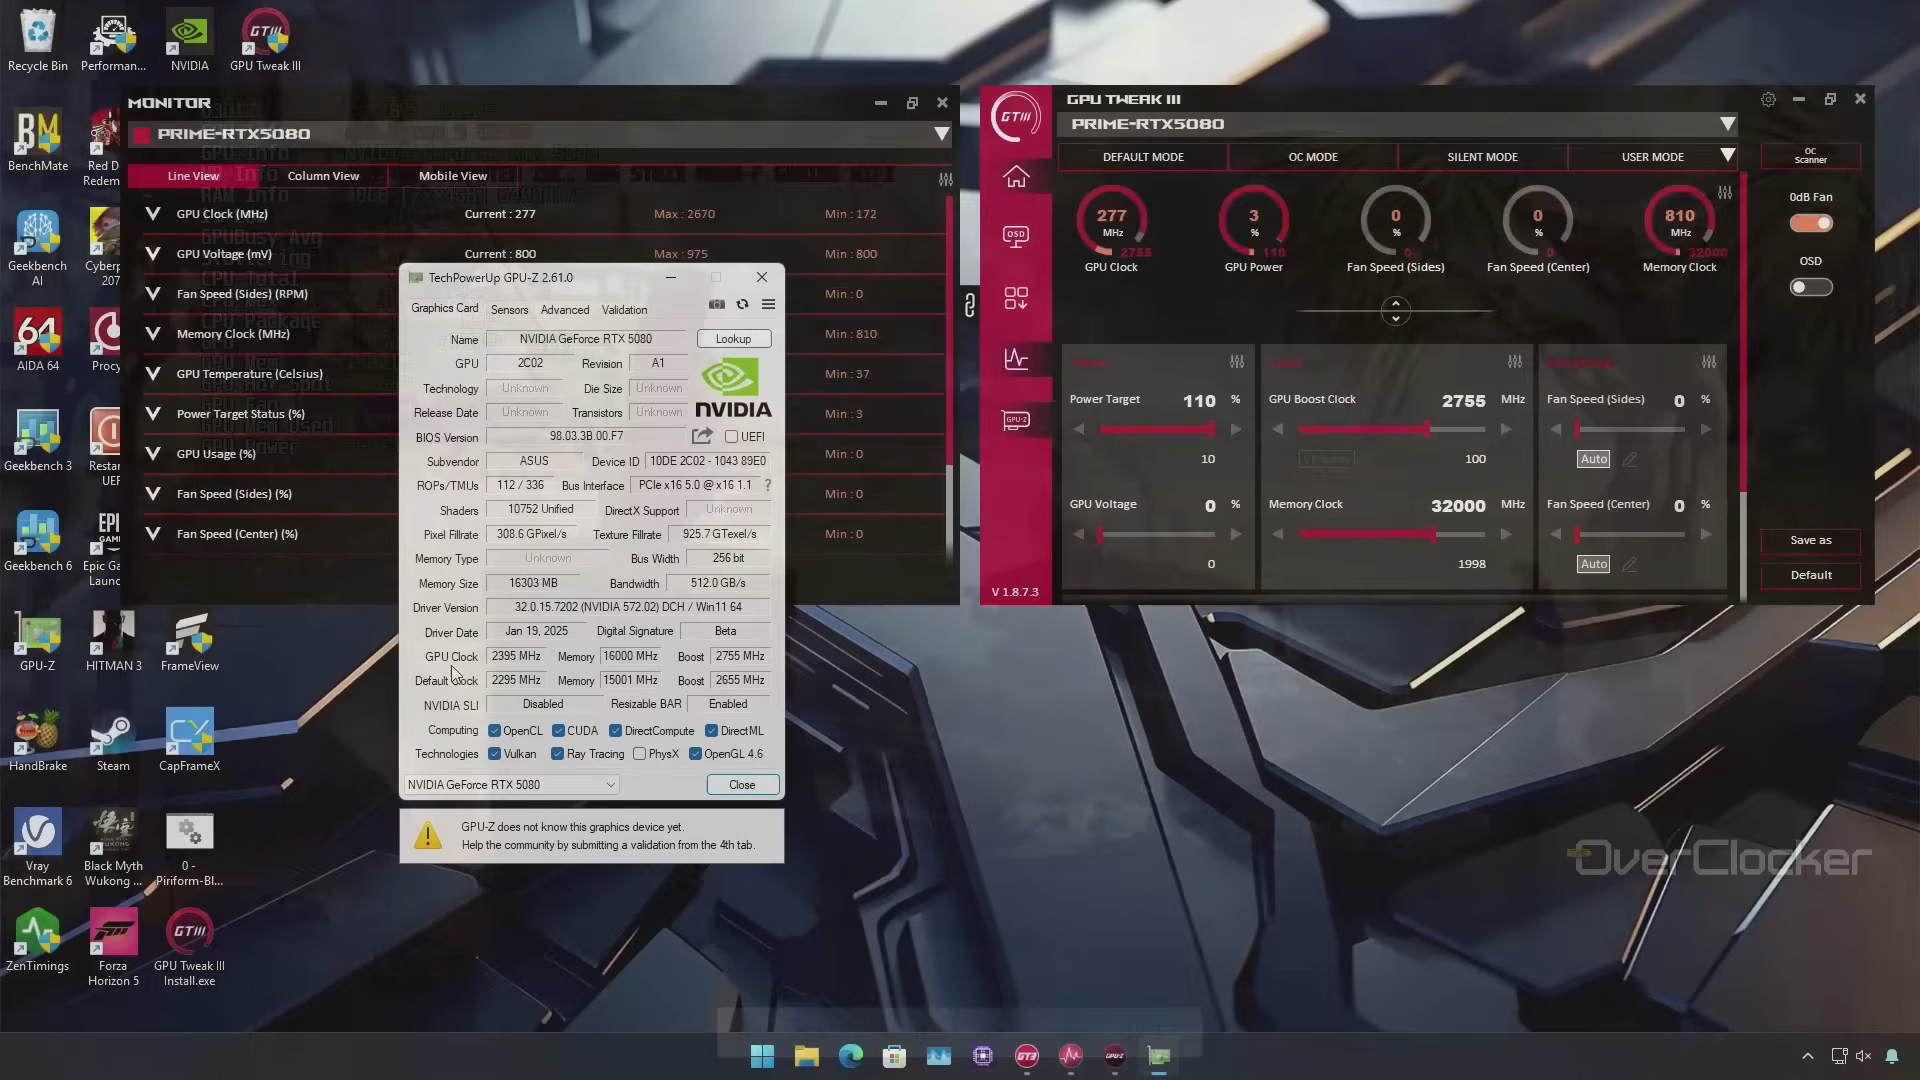 Recycle Bin
Performan...
NVIDIA
GPU Tweak III
BenchMate
Red D
Redem
Geekbench
AI
Cyberp
207
AIDA 64
Procy
Geekbench 3
Restar
UEF
Geekbench 6
Epic Ga
Launc
GPU-Z
HITMAN 3
FrameView
HandBrake
Steam
CapFrameX
Vray
Benchmark 6
Black Myth
Wukong ...
0 -
Piriform-Bl...
ZenTimings
Forza
Horizon 5
GPU Tweak III
Install.exe
MONITOR
PRIME-RTX5080
Line View
Column View
Mobile View
GPU Clock (MHz)
Current : 277
Max : 2670
Min : 172
GPU Voltage (mV)
Current : 800
Max : 975
Min : 800
Fan Speed (Sides) (RPM)
Min : 0
Memory Clock (MHz)
Min : 810
GPU Temperature (Celsius)
Min : 37
Power Target Status (%)
Min : 3
GPU Usage (%)
Min : 0
Fan Speed (Sides) (%)
Min : 0
Fan Speed (Center) (%)
Min : 0
TechPowerUp GPU-Z 2.61.0
Graphics Card
Sensors
Advanced
Validation
Name
NVIDIA GeForce RTX 5080
Lookup
GPU
2C02
Revision
A1
Technology
Unknown
Die Size
Unknown
Release Date
Unknown
Transistors
Unknown
NVIDIA
BIOS Version
98.03.3B.00.F7
UEFI
Subvendor
ASUS
Device ID
10DE 2C02 - 1043 89E0
ROPs/TMUs
112 / 336
Bus Interface
PCIe x16 5.0 @ x16 1.1
?
Shaders
10752 Unified
DirectX Support
Unknown
Pixel Fillrate
308.6 GPixel/s
Texture Fillrate
925.7 GTexel/s
Memory Type
Unknown
Bus Width
256 bit
Memory Size
16303 MB
Bandwidth
512.0 GB/s
Driver Version
32.0.15.7202 (NVIDIA 572.02) DCH / Win11 64
Driver Date
Jan 19, 2025
Digital Signature
Beta
GPU Clock
2395 MHz
Memory
16000 MHz
Boost
2755 MHz
Default Clock
2295 MHz
Memory
15001 MHz
Boost
2655 MHz
NVIDIA SLI
Disabled
Resizable BAR
Enabled
Computing
OpenCL
CUDA
DirectCompute
DirectML
Technologies
Vulkan
Ray Tracing
PhysX
OpenGL 4.6
NVIDIA GeForce RTX 5080
Close
GPU-Z does not know this graphics device yet.
Help the community by submitting a validation from the 4th tab.
GTIII
GPU TWEAK III
PRIME-RTX5080
DEFAULT MODE
OC MODE
SILENT MODE
USER MODE
OC
Scanner
277
MHz
2755
GPU Clock
3
%
110
GPU Power
0
%
0
Fan Speed (Sides)
0
%
0
Fan Speed (Center)
810
MHz
32000
Memory Clock
0dB Fan
OSD
OSD
GPU-Z
Power Target
110 %
10
GPU Voltage
0 %
0
GPU Boost Clock
2755 MHz
100
Memory Clock
32000 MHz
1998
Fan Speed (Sides)
0 %
Auto
Fan Speed (Center)
0 %
Auto
Save as
Default
V 1.8.7.3
OverClocker